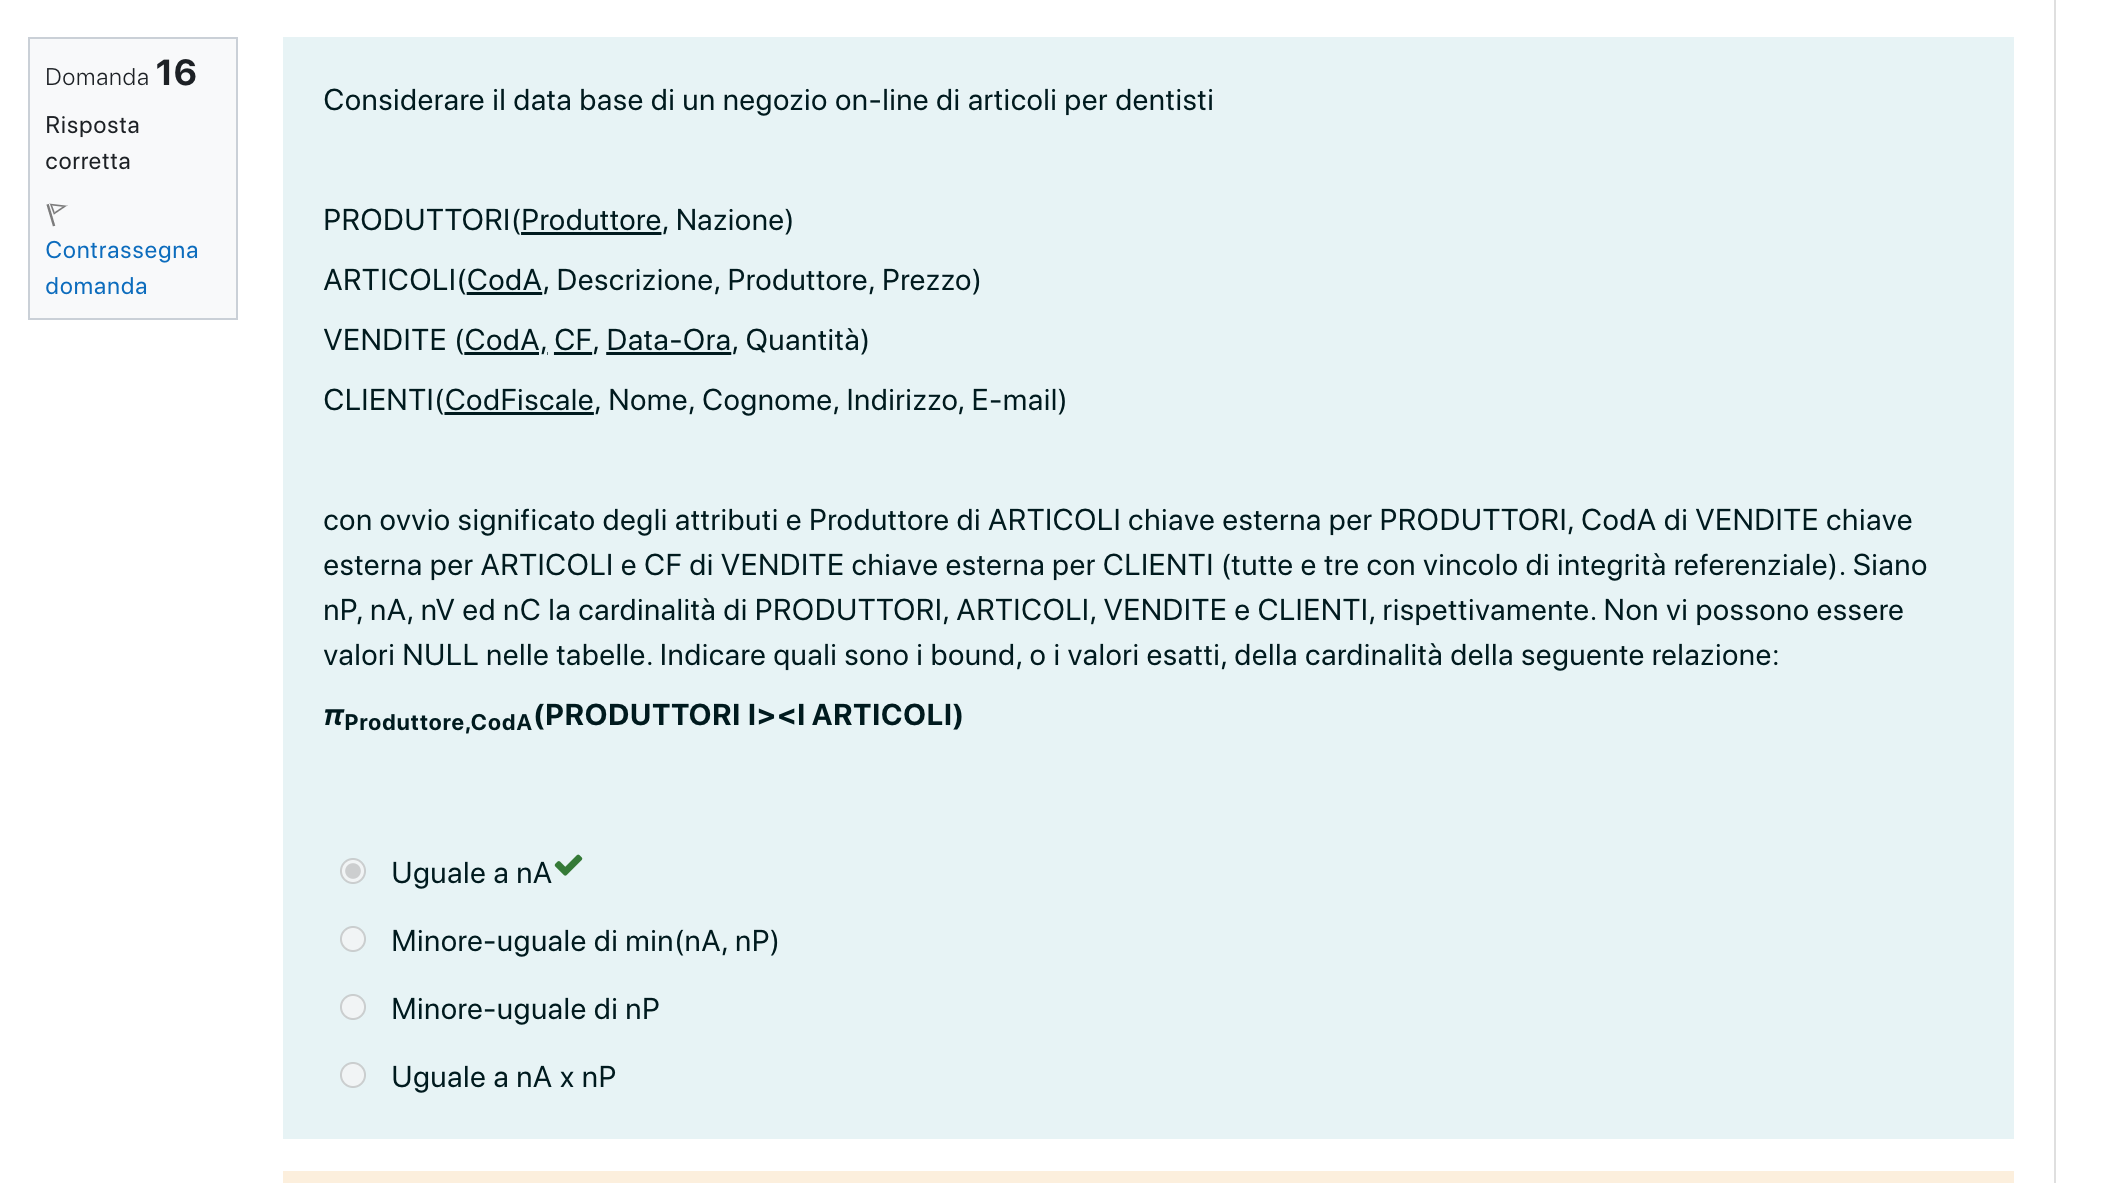 Domanda 16
Risposta
corretta
Contrassegna
domanda
Considerare il data base di un negozio on-line di articoli per dentisti
PRODUTTORI(Produttore, Nazione)
ARTICOLI(CodA, Descrizione, Produttore, Prezzo)
VENDITE (CodA, CF, Data-Ora, Quantità)
CLIENTI(CodFiscale, Nome, Cognome, Indirizzo, E-mail)
con ovvio significato degli attributi e Produttore di ARTICOLI chiave esterna per PRODUTTORI, CodA di VENDITE chiave
esterna per ARTICOLI e CF di VENDITE chiave esterna per CLIENTI (tutte e tre con vincolo di integrità referenziale). Siano
nP, nA, nV ed nC la cardinalità di PRODUTTORI, ARTICOLI, VENDITE e CLIENTI, rispettivamente. Non vi possono essere
valori NULL nelle tabelle. Indicare quali sono i bound, o i valori esatti, della cardinalità della seguente relazione:
πProduttore,CodA(PRODUTTORI I><I ARTICOLI)
Uguale a nA
Minore-uguale di min(nA, nP)
Minore-uguale di nP
Uguale a nA x nP